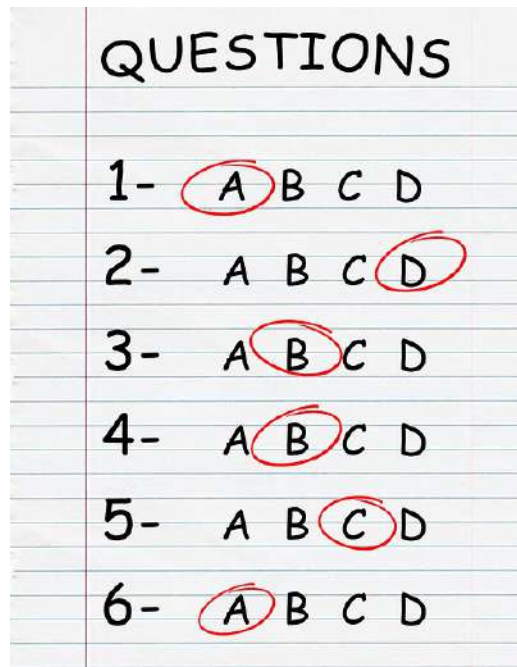 QUESTIONS
1- A B C D
2- A B C D
3- A B C D
4- A B C D
5- A B C D
6- A B C D